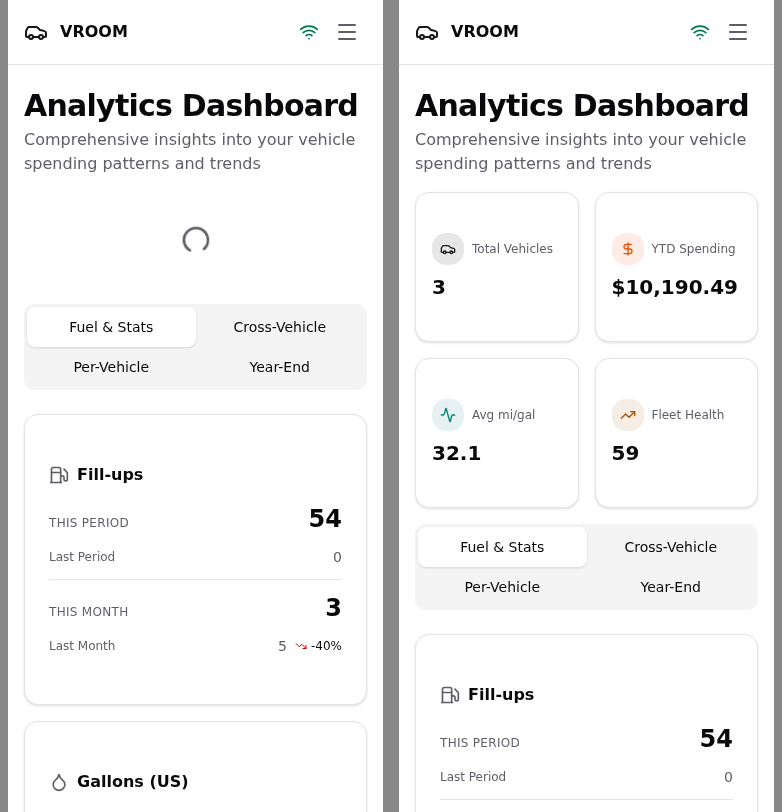 VROOM
Analytics Dashboard
Comprehensive insights into your vehicle
spending patterns and trends
Fuel & Stats
Cross-Vehicle
Per-Vehicle
Year-End
Fill-ups
THIS PERIOD
54
Last Period
0
THIS MONTH
3
Last Month
5
-40%
Gallons (US)
VROOM
Analytics Dashboard
Comprehensive insights into your vehicle
spending patterns and trends
Total Vehicles
3
YTD Spending
$10,190.49
Avg mi/gal
32.1
Fleet Health
59
Fuel & Stats
Cross-Vehicle
Per-Vehicle
Year-End
Fill-ups
THIS PERIOD
54
Last Period
0